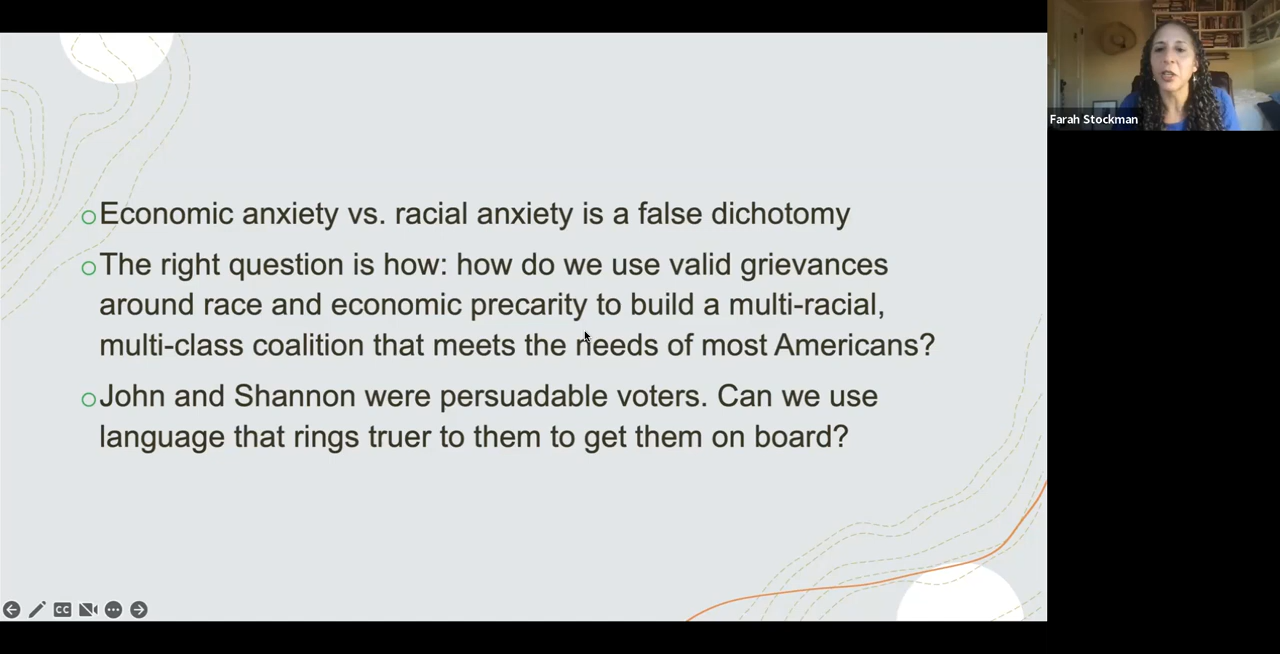 Farah Stockman
Economic anxiety vs. racial anxiety is a false dichotomy
The right question is how: how do we use valid grievances
around race and economic precarity to build a multi-racial,
multi-class coalition that meets the needs of most Americans?
John and Shannon were persuadable voters. Can we use
language that rings truer to them to get them on board?
CC